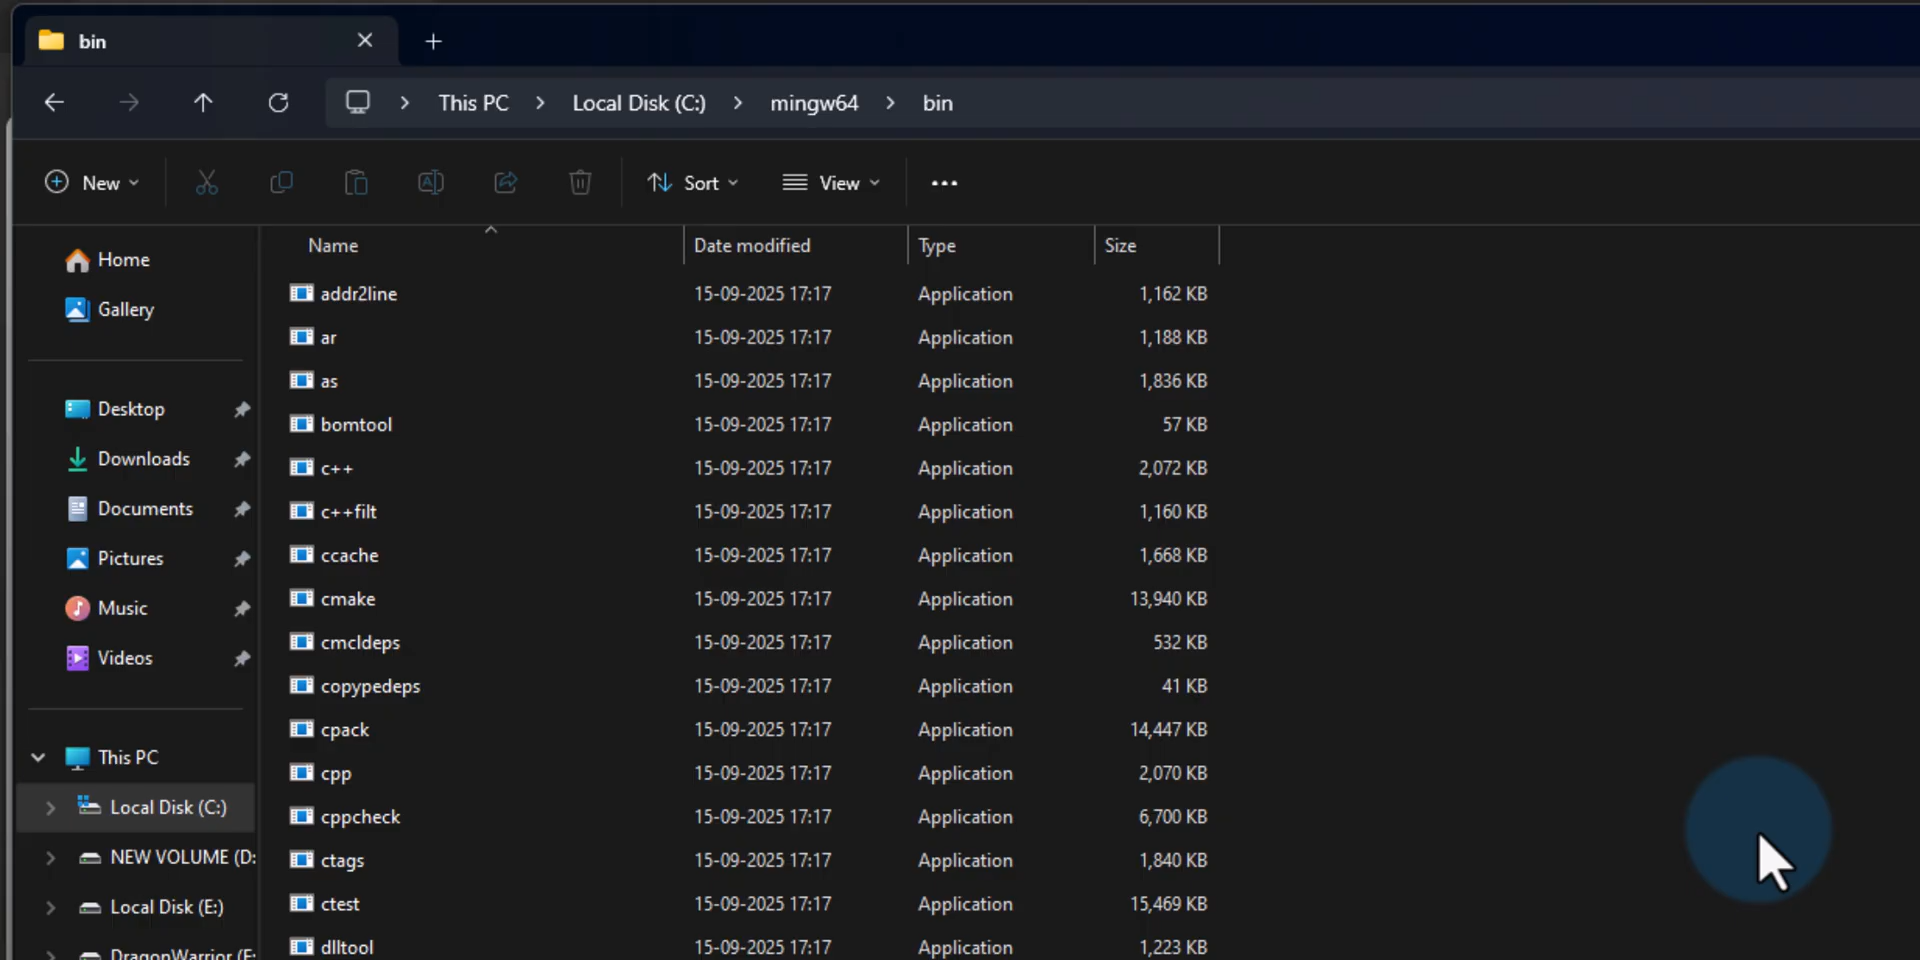 bin
This PC > Local Disk (C:) > mingw64 > bin
New Sort View
Name Date modified Type Size
Home
Gallery
Desktop
Downloads
Documents
Pictures
Music
Videos
This PC
Local Disk (C:)
NEW VOLUME (D:
Local Disk (E:)
DragonWarrior (F:
addr2line 15-09-2025 17:17 Application 1,162 KB
ar 15-09-2025 17:17 Application 1,188 KB
as 15-09-2025 17:17 Application 1,836 KB
bomtool 15-09-2025 17:17 Application 57 KB
c++ 15-09-2025 17:17 Application 2,072 KB
c++filt 15-09-2025 17:17 Application 1,160 KB
ccache 15-09-2025 17:17 Application 1,668 KB
cmake 15-09-2025 17:17 Application 13,940 KB
cmcldeps 15-09-2025 17:17 Application 532 KB
copypedeps 15-09-2025 17:17 Application 41 KB
cpack 15-09-2025 17:17 Application 14,447 KB
cpp 15-09-2025 17:17 Application 2,070 KB
cppcheck 15-09-2025 17:17 Application 6,700 KB
ctags 15-09-2025 17:17 Application 1,840 KB
ctest 15-09-2025 17:17 Application 15,469 KB
dlltool 15-09-2025 17:17 Application 1,223 KB